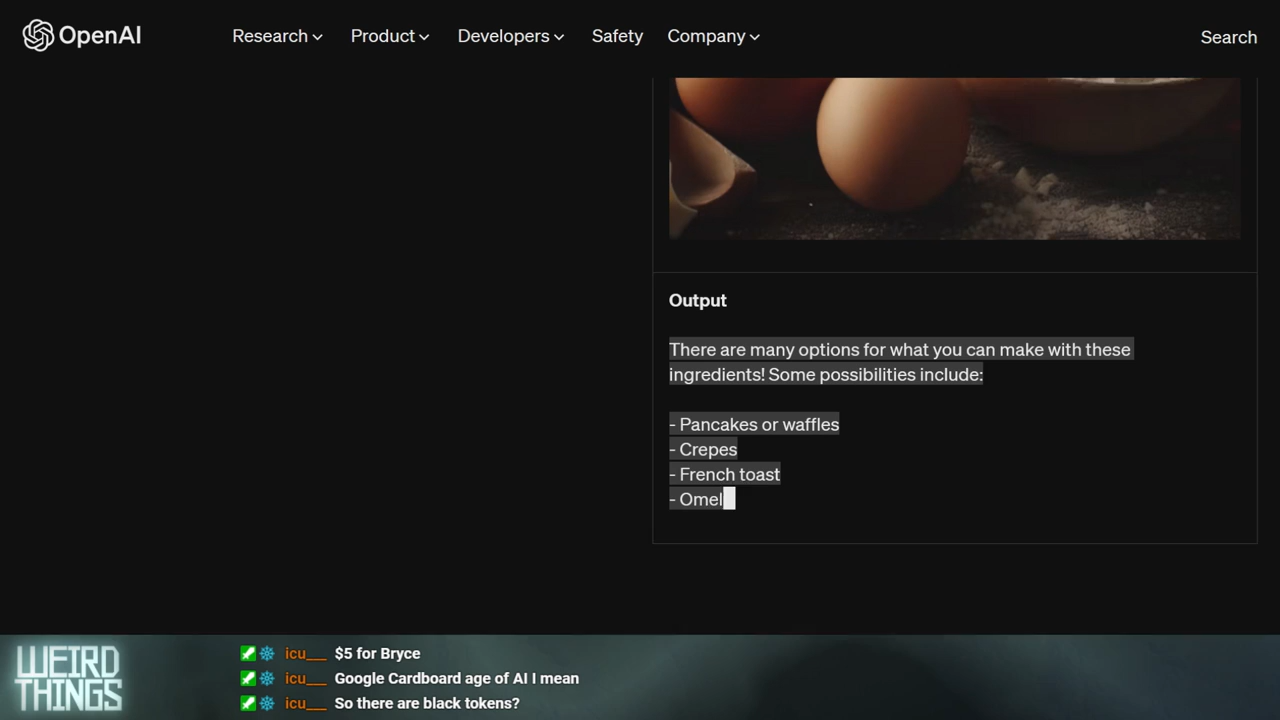 OpenAI
Research
Product
Developers
Safety
Company
Search
Output
There are many options for what you can make with these
ingredients! Some possibilities include:
- Pancakes or waffles
- Crepes
- French toast
- Omel
WEIRD
THINGS
icu___ $5 for Bryce
icu___ Google Cardboard age of AI I mean
icu___ So there are black tokens?